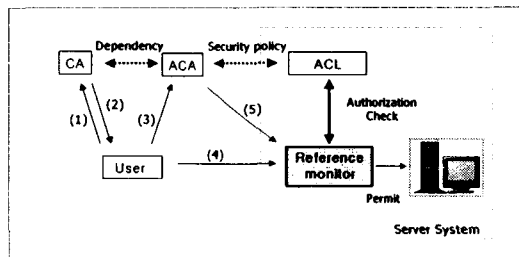 Dependency
Security policy
CA
ACA
ACL
(1)
(2)
(3)
(5)
Authorization
Check
User
(4)
Reference
monitor
Permit
Server System